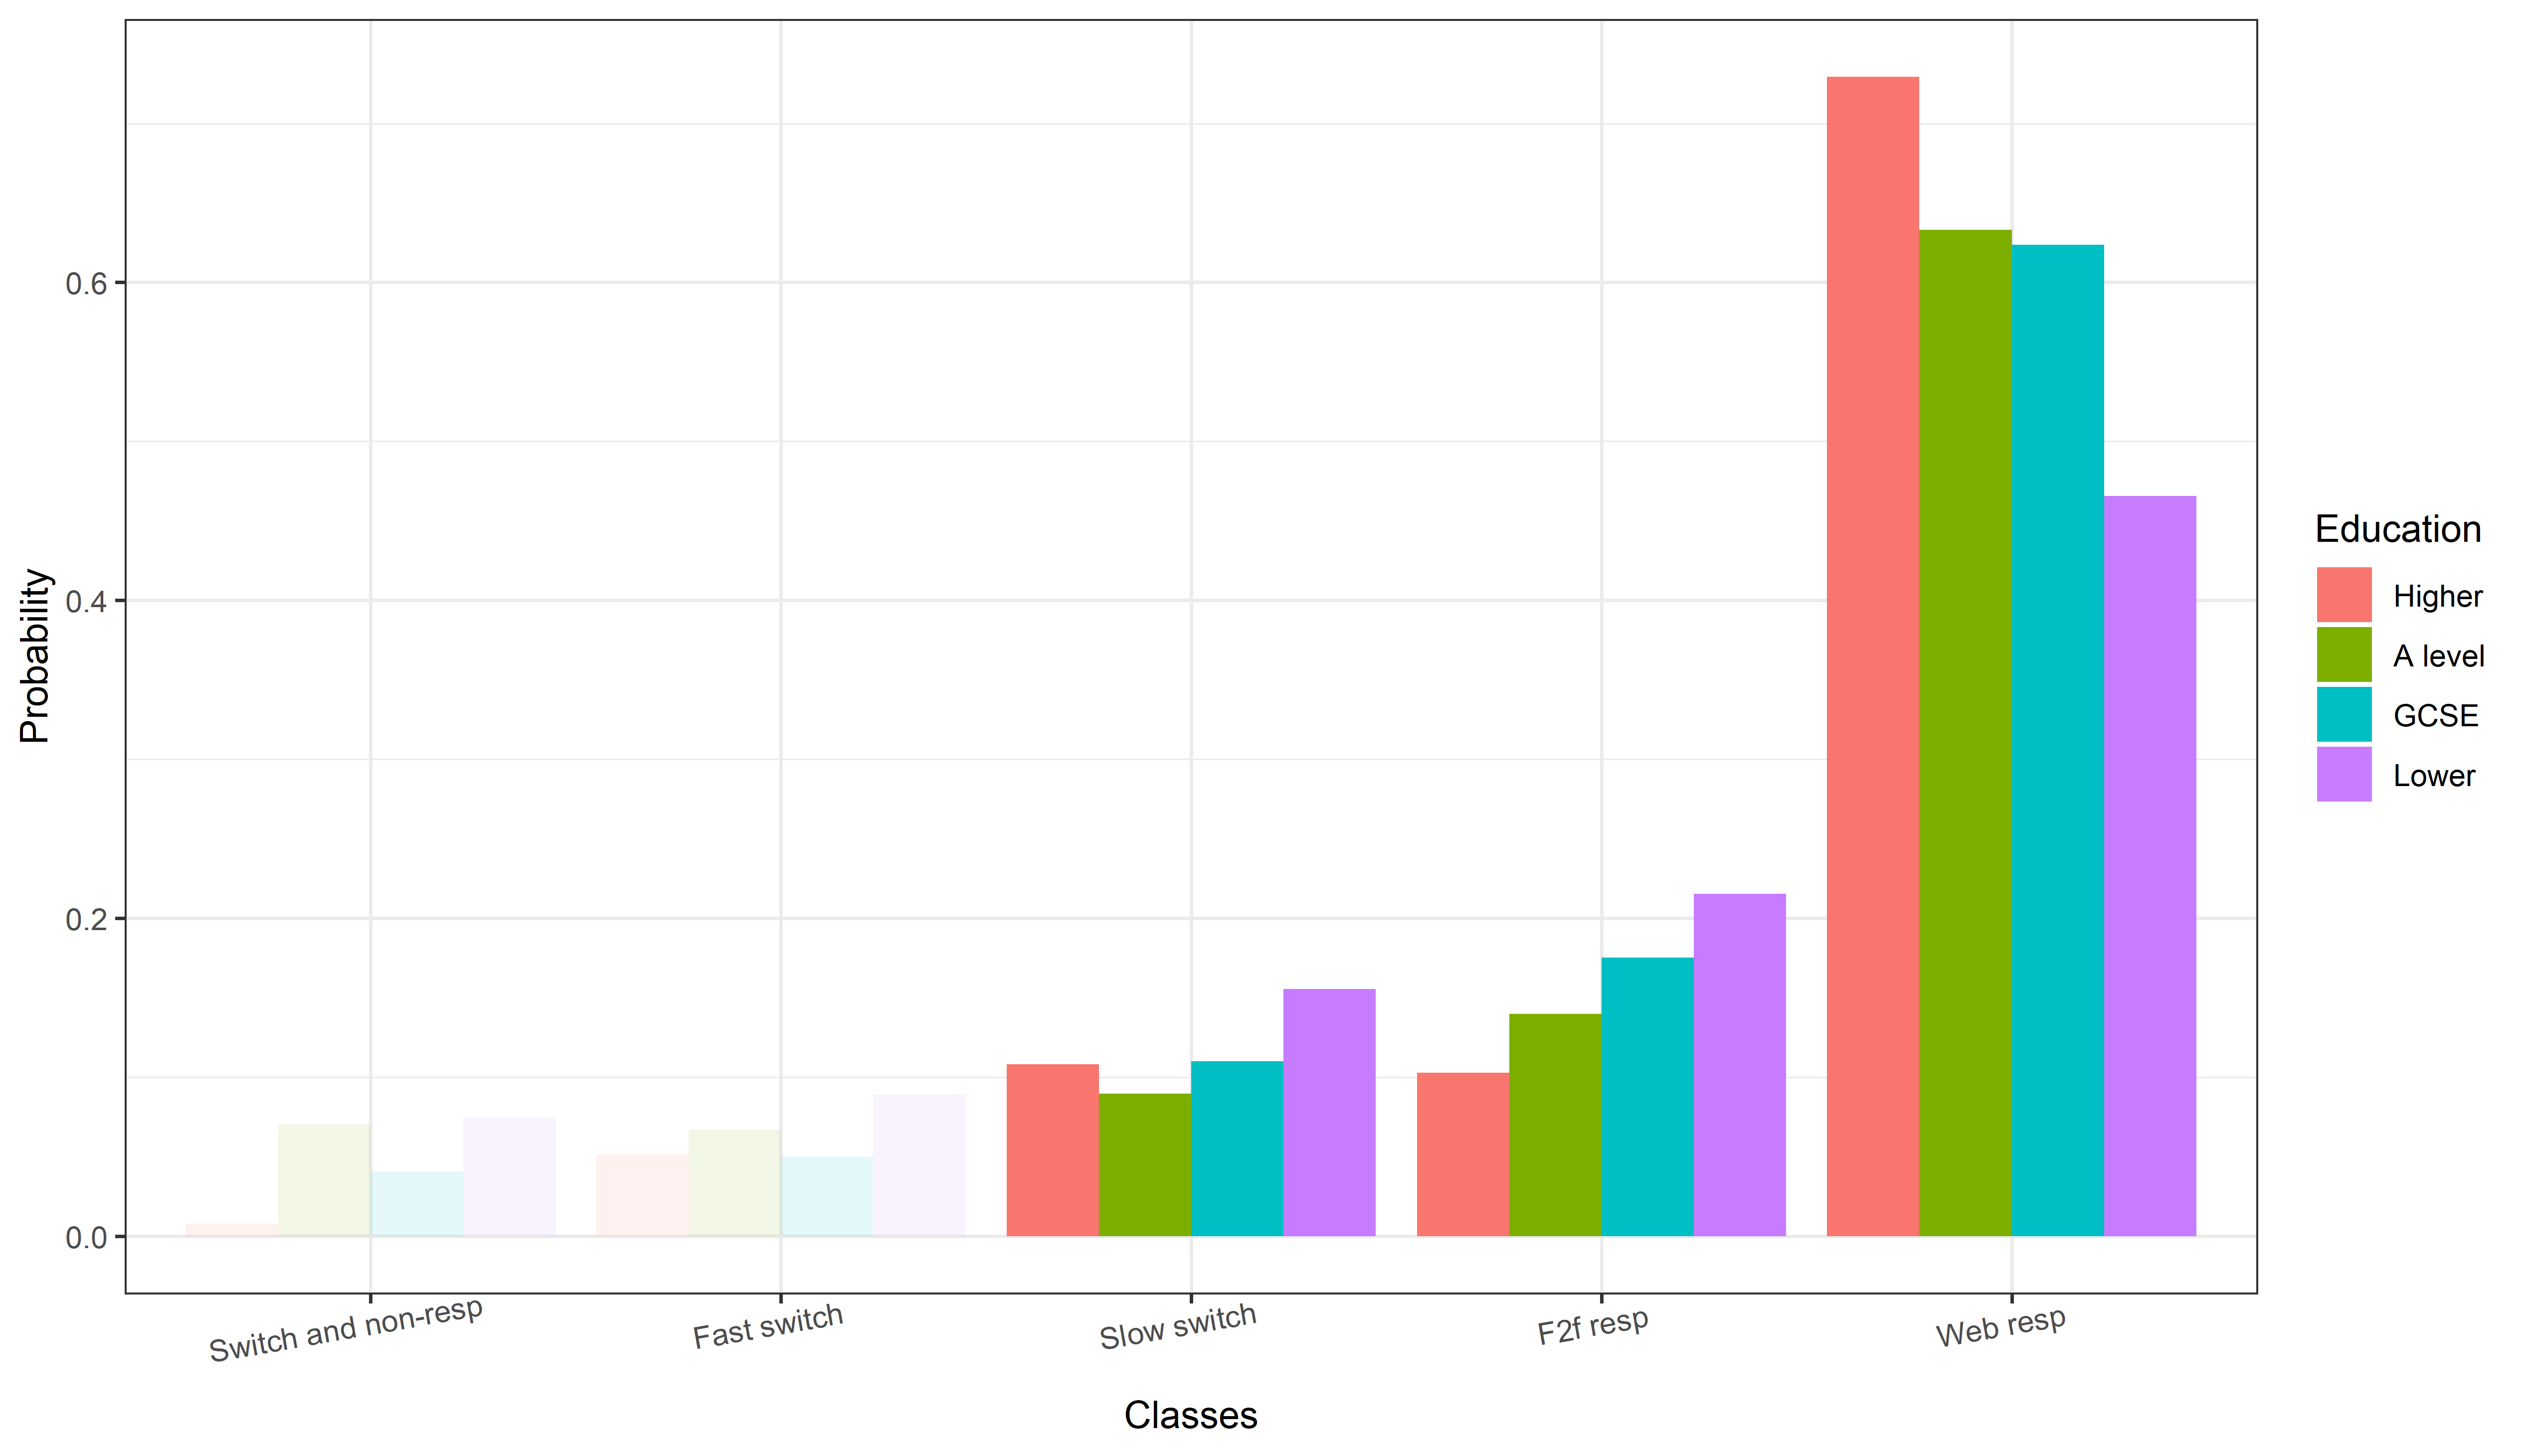 Probability
0.6
0.4
0.2
0.0
Switch and non-resp
Fast switch
Slow switch
F2f resp
Web resp
Classes
Education
Higher
A level
GCSE
Lower